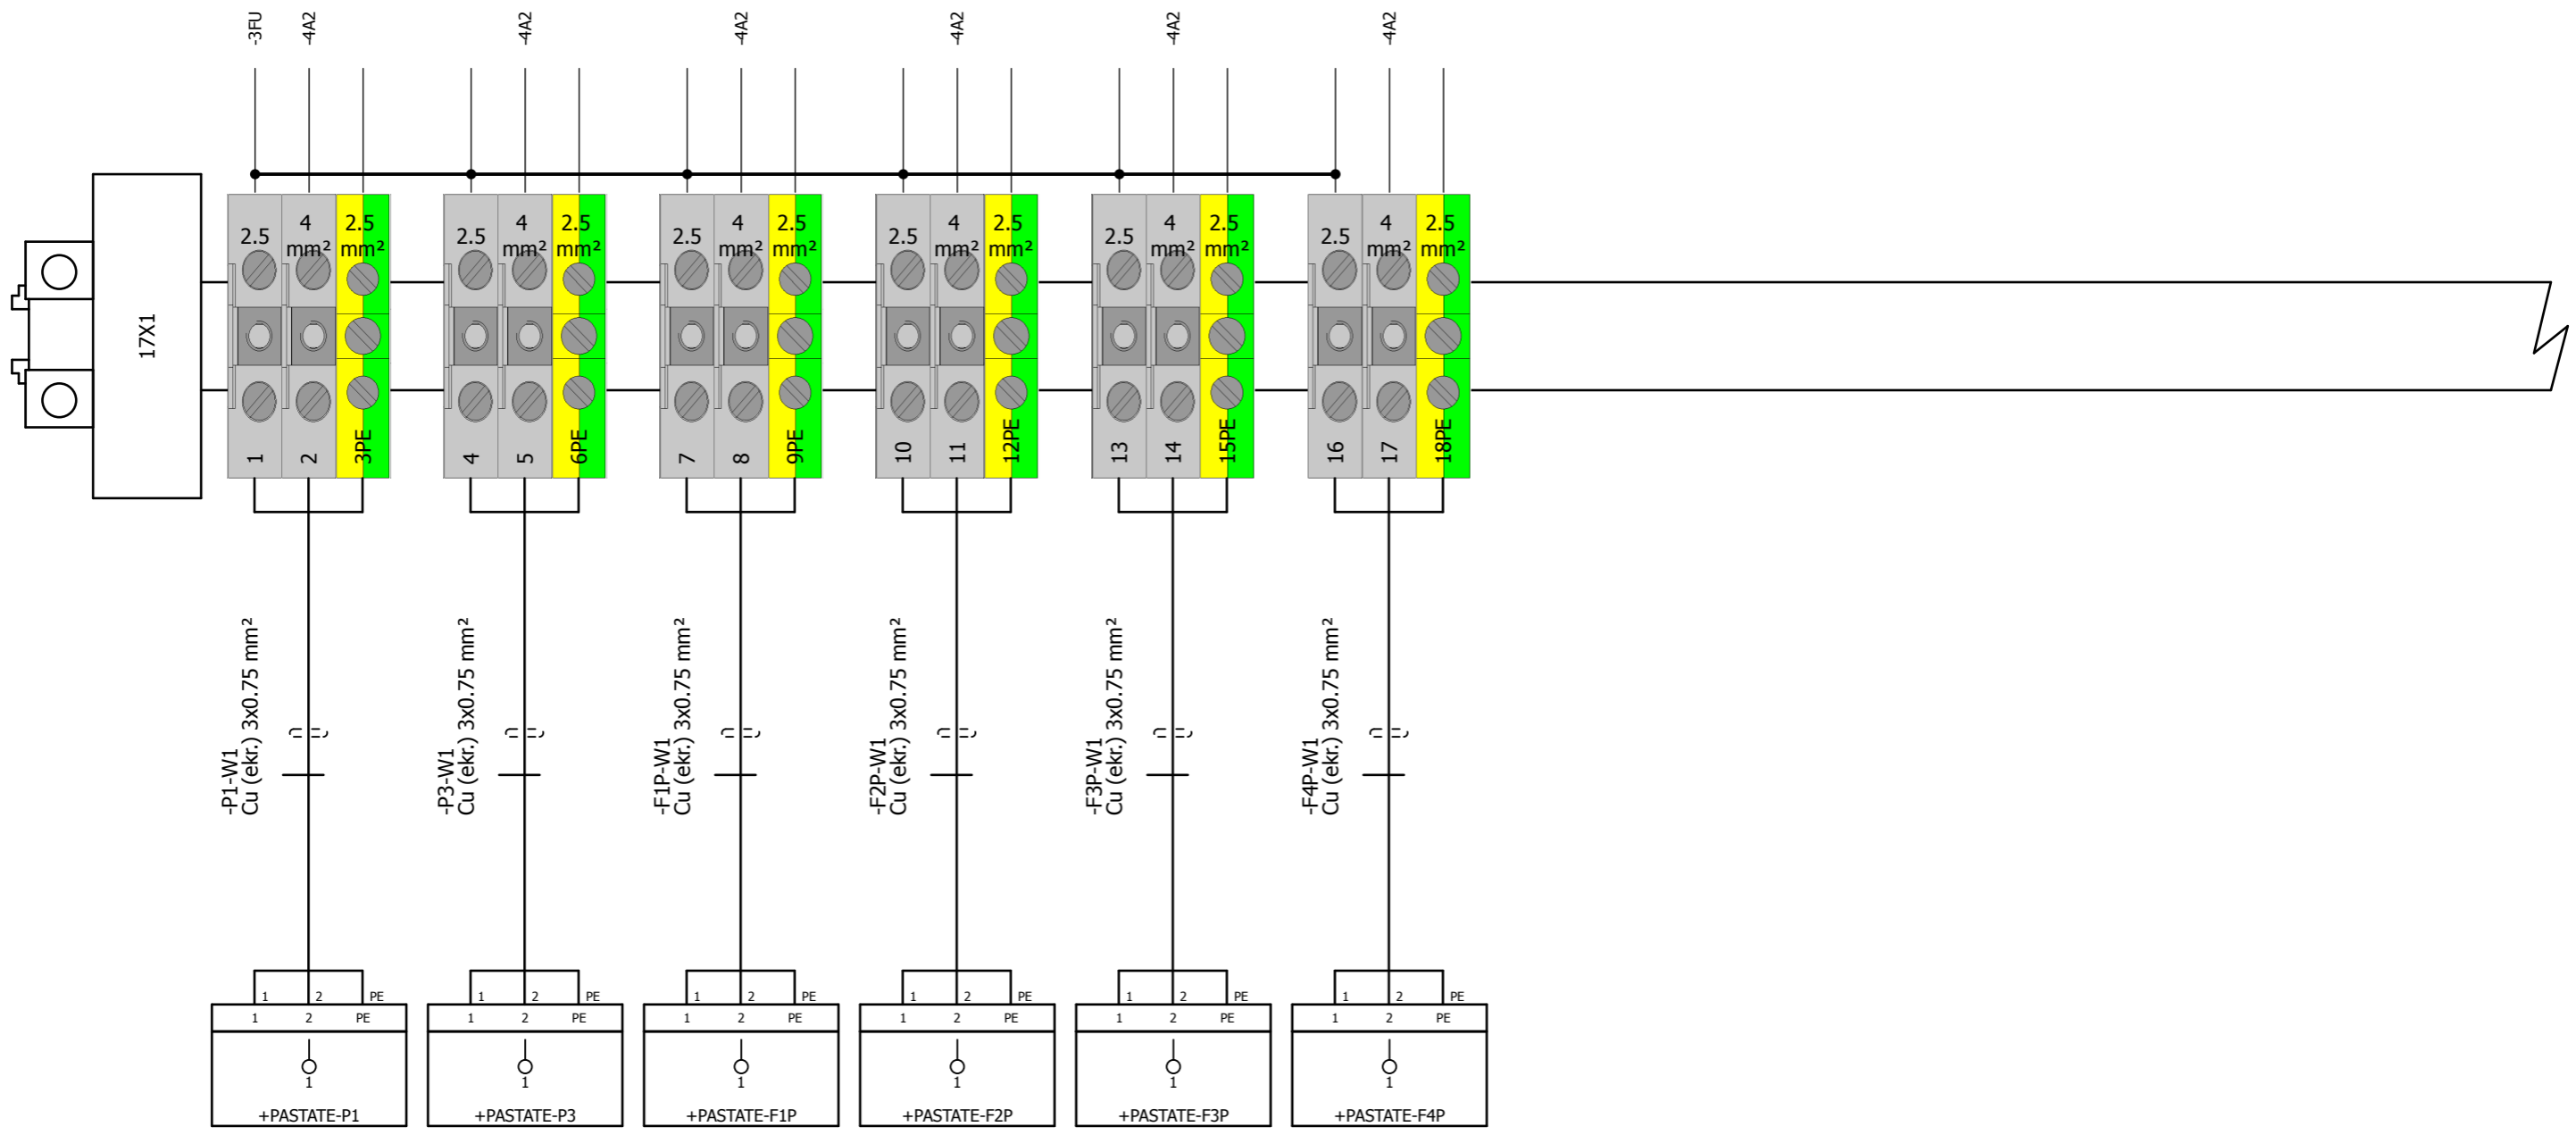 -3FU -4A2 -4A2 -4A2 -4A2 -4A2 -4A2
17X1
2.5 4 mm² 2.5 mm²
2.5 4 mm² 2.5 mm²
2.5 4 mm² 2.5 mm²
2.5 4 mm² 2.5 mm²
2.5 4 mm² 2.5 mm²
2.5 4 mm² 2.5 mm²
1 2 3PE 4 5 6PE 7 8 9PE 10 11 12PE 13 14 15PE 16 17 18PE
-P1-W1
Cu (ekr.) 3x0.75 mm²
-P3-W1
Cu (ekr.) 3x0.75 mm²
-F1P-W1
Cu (ekr.) 3x0.75 mm²
-F2P-W1
Cu (ekr.) 3x0.75 mm²
-F3P-W1
Cu (ekr.) 3x0.75 mm²
-F4P-W1
Cu (ekr.) 3x0.75 mm²
1 2 PE 1 2 PE 1 2 PE 1 2 PE 1 2 PE 1 2 PE
1 2 PE 1 2 PE 1 2 PE 1 2 PE 1 2 PE 1 2 PE
1 1 1 1 1 1
+PASTATE-P1 +PASTATE-P3 +PASTATE-F1P +PASTATE-F2P +PASTATE-F3P +PASTATE-F4P